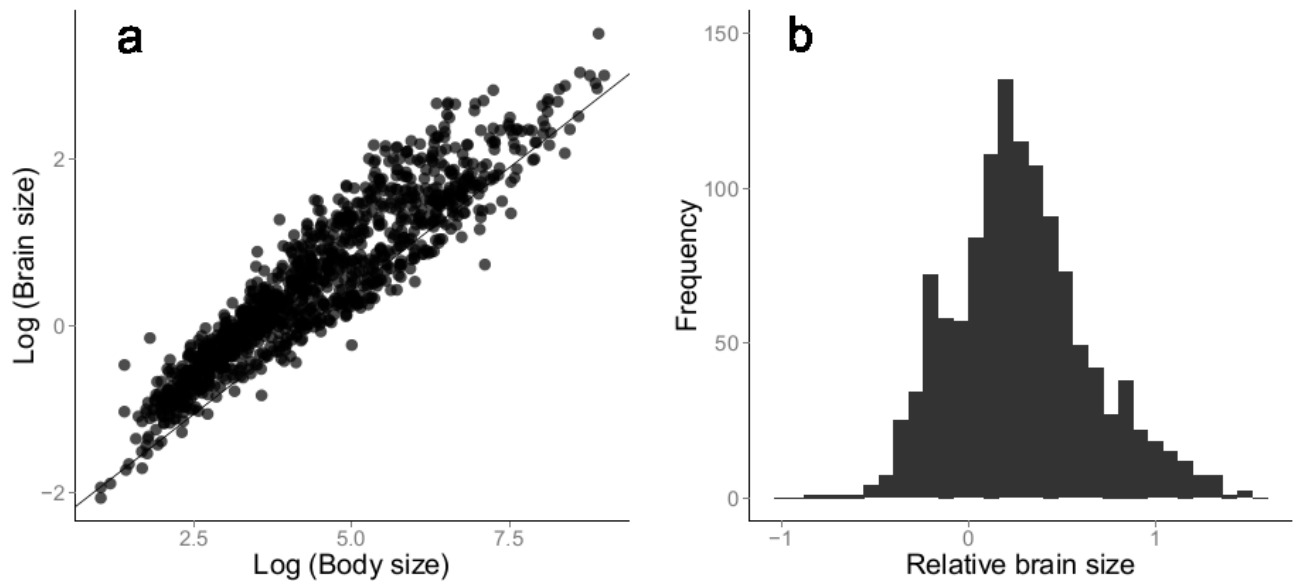 a
Log (Brain size)
2
0
−2
2.5 5.0 7.5
Log (Body size)
b
Frequency
150
100
50
0
−1 0 1
Relative brain size